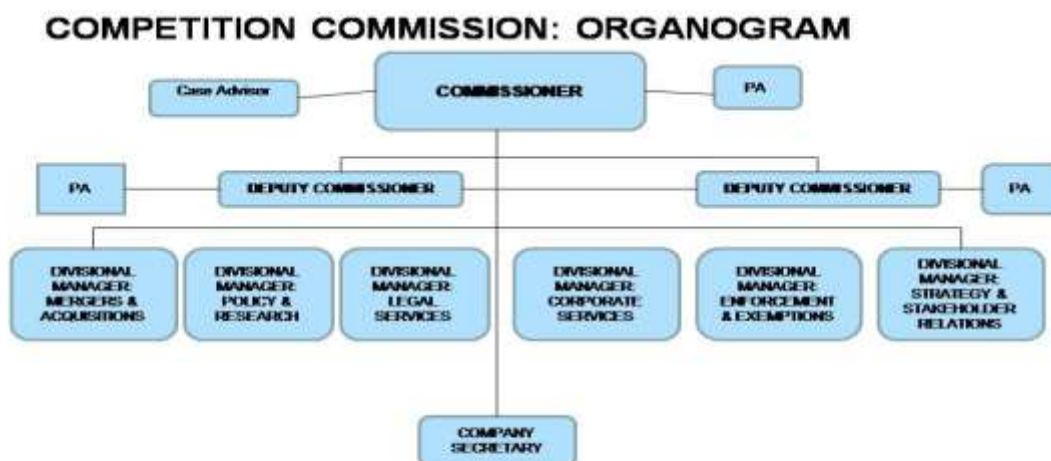 COMPETITION COMMISSION: ORGANOGRAM
Case Advisor
COMMISSIONER
PA
PA
DEPUTY COMMISSIONER
DEPUTY COMMISSIONER
PA
DIVISIONAL
MANAGER:
MERGERS &
ACQUISITIONS
DIVISIONAL
MANAGER:
POLICY &
RESEARCH
DIVISIONAL
MANAGER:
LEGAL
SERVICES
DIVISIONAL
MANAGER:
CORPORATE
SERVICES
DIVISIONAL
MANAGER:
ENFORCEMENT
& EXEMPTIONS
DIVISIONAL
MANAGER:
STRATEGY &
STAKEHOLDER
RELATIONS
COMPANY
SECRETARY